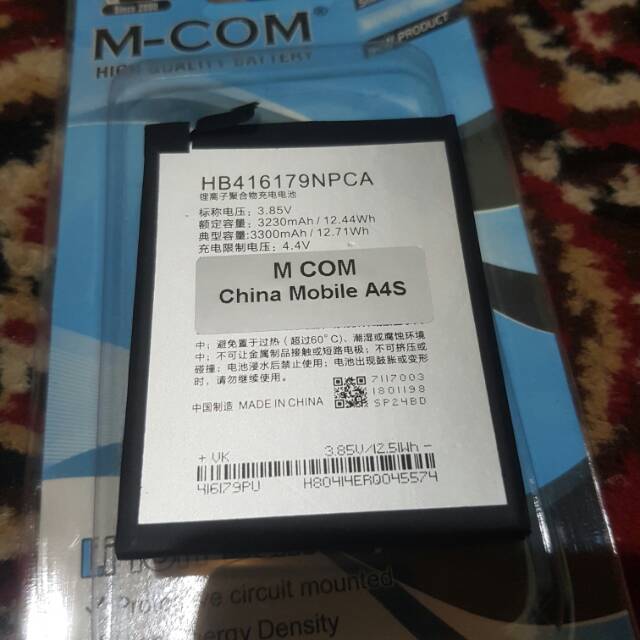 Since 2000
M-COM®
HIGH QUALITY BATTERY
PRODUCT
HB416179NPCA
锂离子聚合物充电电池
标称电压：3.85V
额定容量：3230mAh/12.44Wh
典型容量：3300mAh/12.71Wh
充电限制电压：4.4V
M COM
China Mobile A4S
中；避免置于过热（超过60°C）、潮湿或腐蚀环境
中；不可让金属制品接触或短路电极；不可挤压或
碰撞；电池浸水后禁止使用；电池出现鼓胀或变形
时，请勿继续使用。
中国制造 MADE IN CHINA
7117003
1801198
SP24BD
+ VK 3.85V/12.51Wh -
416179PU H80414ERQ045574
circuit mounted
Energy Density